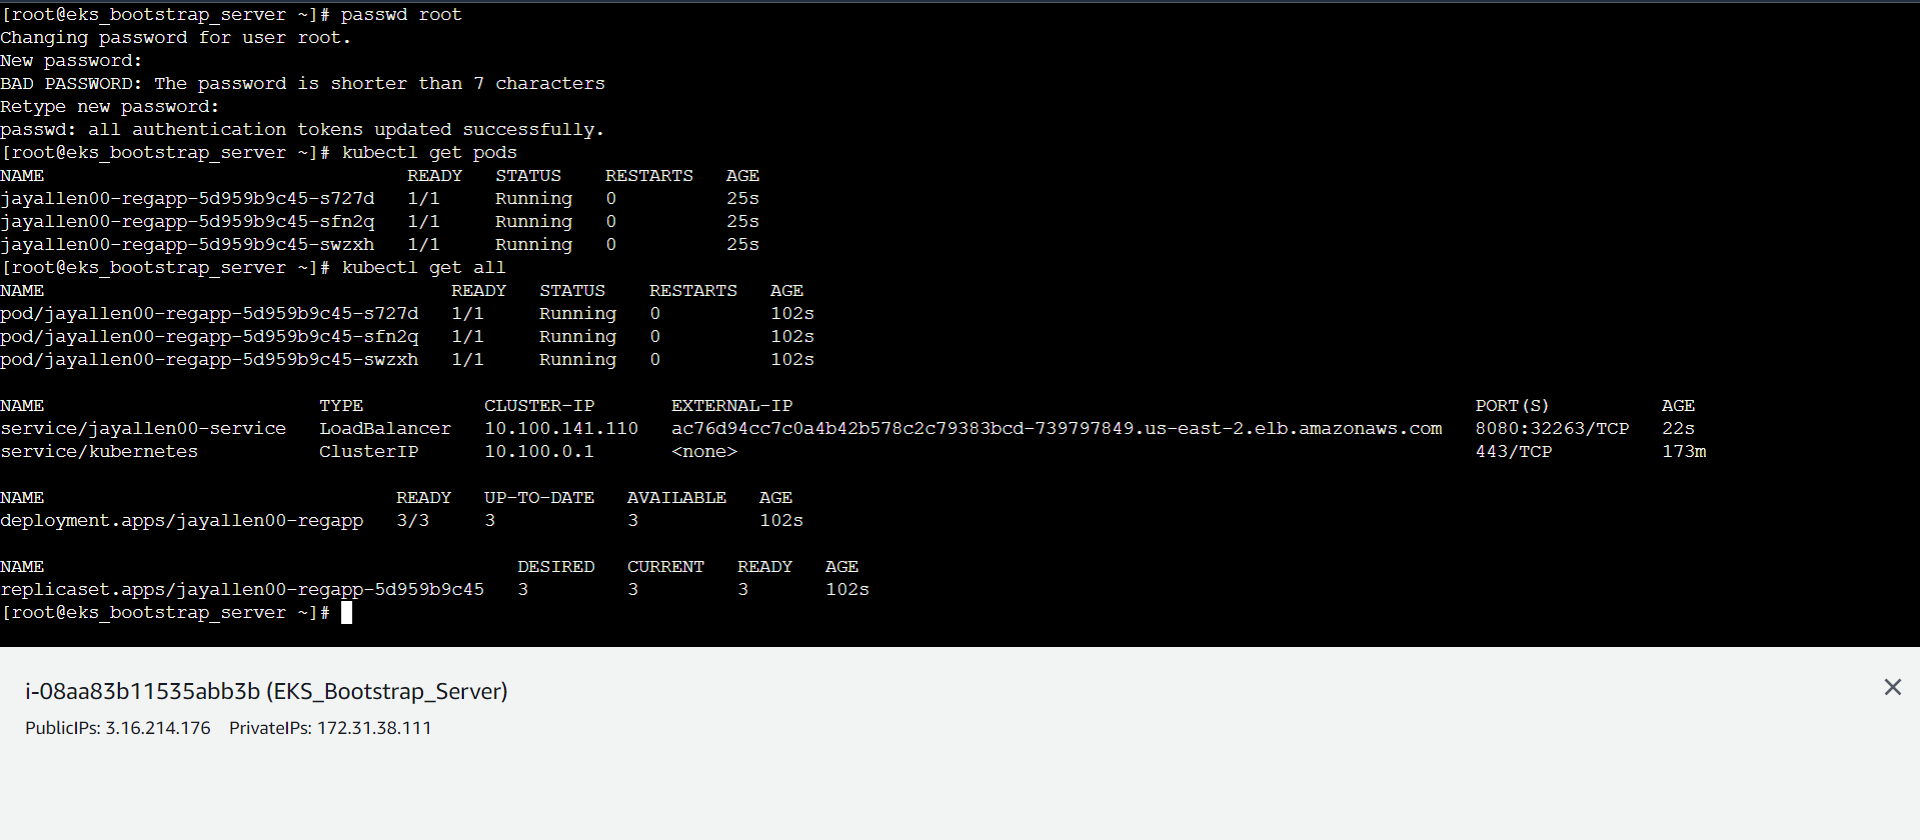 [root@eks_bootstrap_server ~]# passwd root
Changing password for user root.
New password:
BAD PASSWORD: The password is shorter than 7 characters
Retype new password:
passwd: all authentication tokens updated successfully.
[root@eks_bootstrap_server ~]# kubectl get pods
NAME READY STATUS RESTARTS AGE
jayallen00-regapp-5d959b9c45-s727d 1/1 Running 0 25s
jayallen00-regapp-5d959b9c45-sfn2q 1/1 Running 0 25s
jayallen00-regapp-5d959b9c45-swzxh 1/1 Running 0 25s
[root@eks_bootstrap_server ~]# kubectl get all
NAME READY STATUS RESTARTS AGE
pod/jayallen00-regapp-5d959b9c45-s727d 1/1 Running 0 102s
pod/jayallen00-regapp-5d959b9c45-sfn2q 1/1 Running 0 102s
pod/jayallen00-regapp-5d959b9c45-swzxh 1/1 Running 0 102s
NAME TYPE CLUSTER-IP EXTERNAL-IP PORT(S) AGE
service/jayallen00-service LoadBalancer 10.100.141.110 ac76d94cc7c0a4b42b578c2c79383bcd-739797849.us-east-2.elb.amazonaws.com 8080:32263/TCP 22s
service/kubernetes ClusterIP 10.100.0.1 <none> 443/TCP 173m
NAME READY UP-TO-DATE AVAILABLE AGE
deployment.apps/jayallen00-regapp 3/3 3 3 102s
NAME DESIRED CURRENT READY AGE
replicaset.apps/jayallen00-regapp-5d959b9c45 3 3 3 102s
[root@eks_bootstrap_server ~]#
i-08aa83b11535abb3b (EKS_Bootstrap_Server)
PublicIPs: 3.16.214.176 PrivateIPs: 172.31.38.111